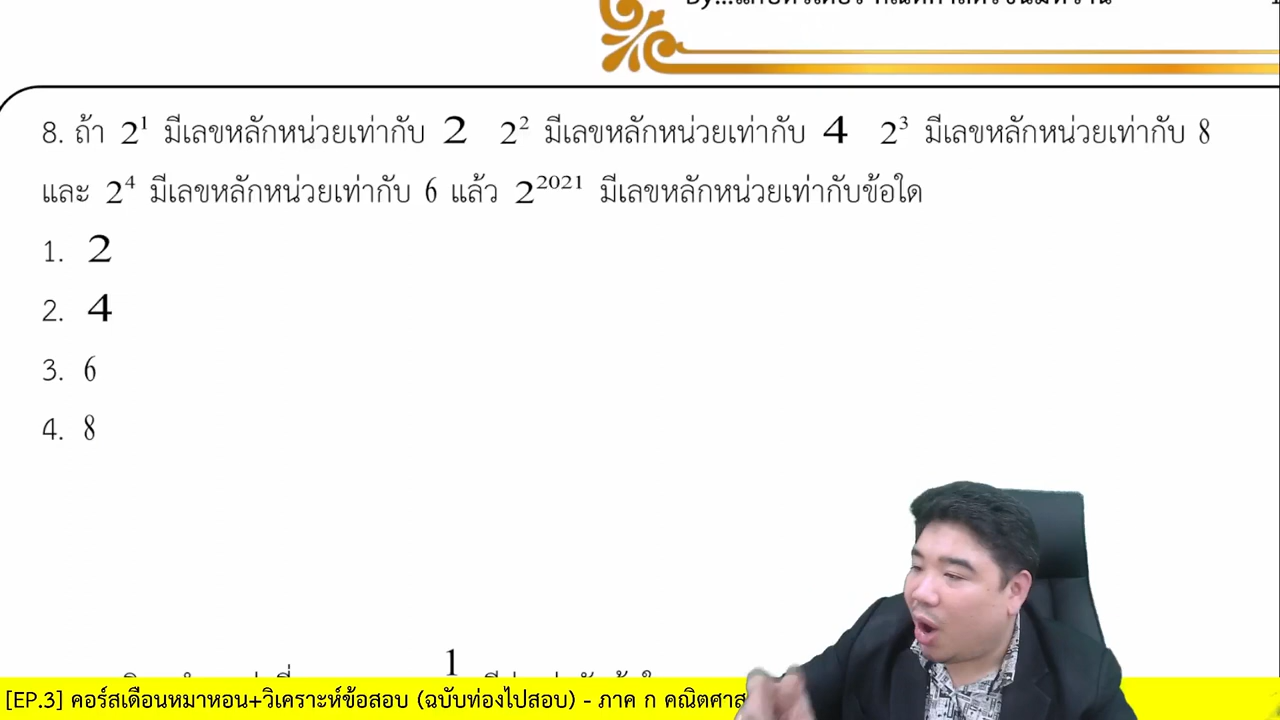 8. ถ้า 2¹ มีเลขหลักหน่วยเท่ากับ 2 2² มีเลขหลักหน่วยเท่ากับ 4 2³ มีเลขหลักหน่วยเท่ากับ 8
และ 2⁴ มีเลขหลักหน่วยเท่ากับ 6 แล้ว 2²⁰²¹ มีเลขหลักหน่วยเท่ากับข้อใด
1. 2
2. 4
3. 6
4. 8
1
[EP.3] คอร์สเดือนหมาหอน+วิเคราะห์ข้อสอบ (ฉบับท่องไปสอบ) - ภาค ก